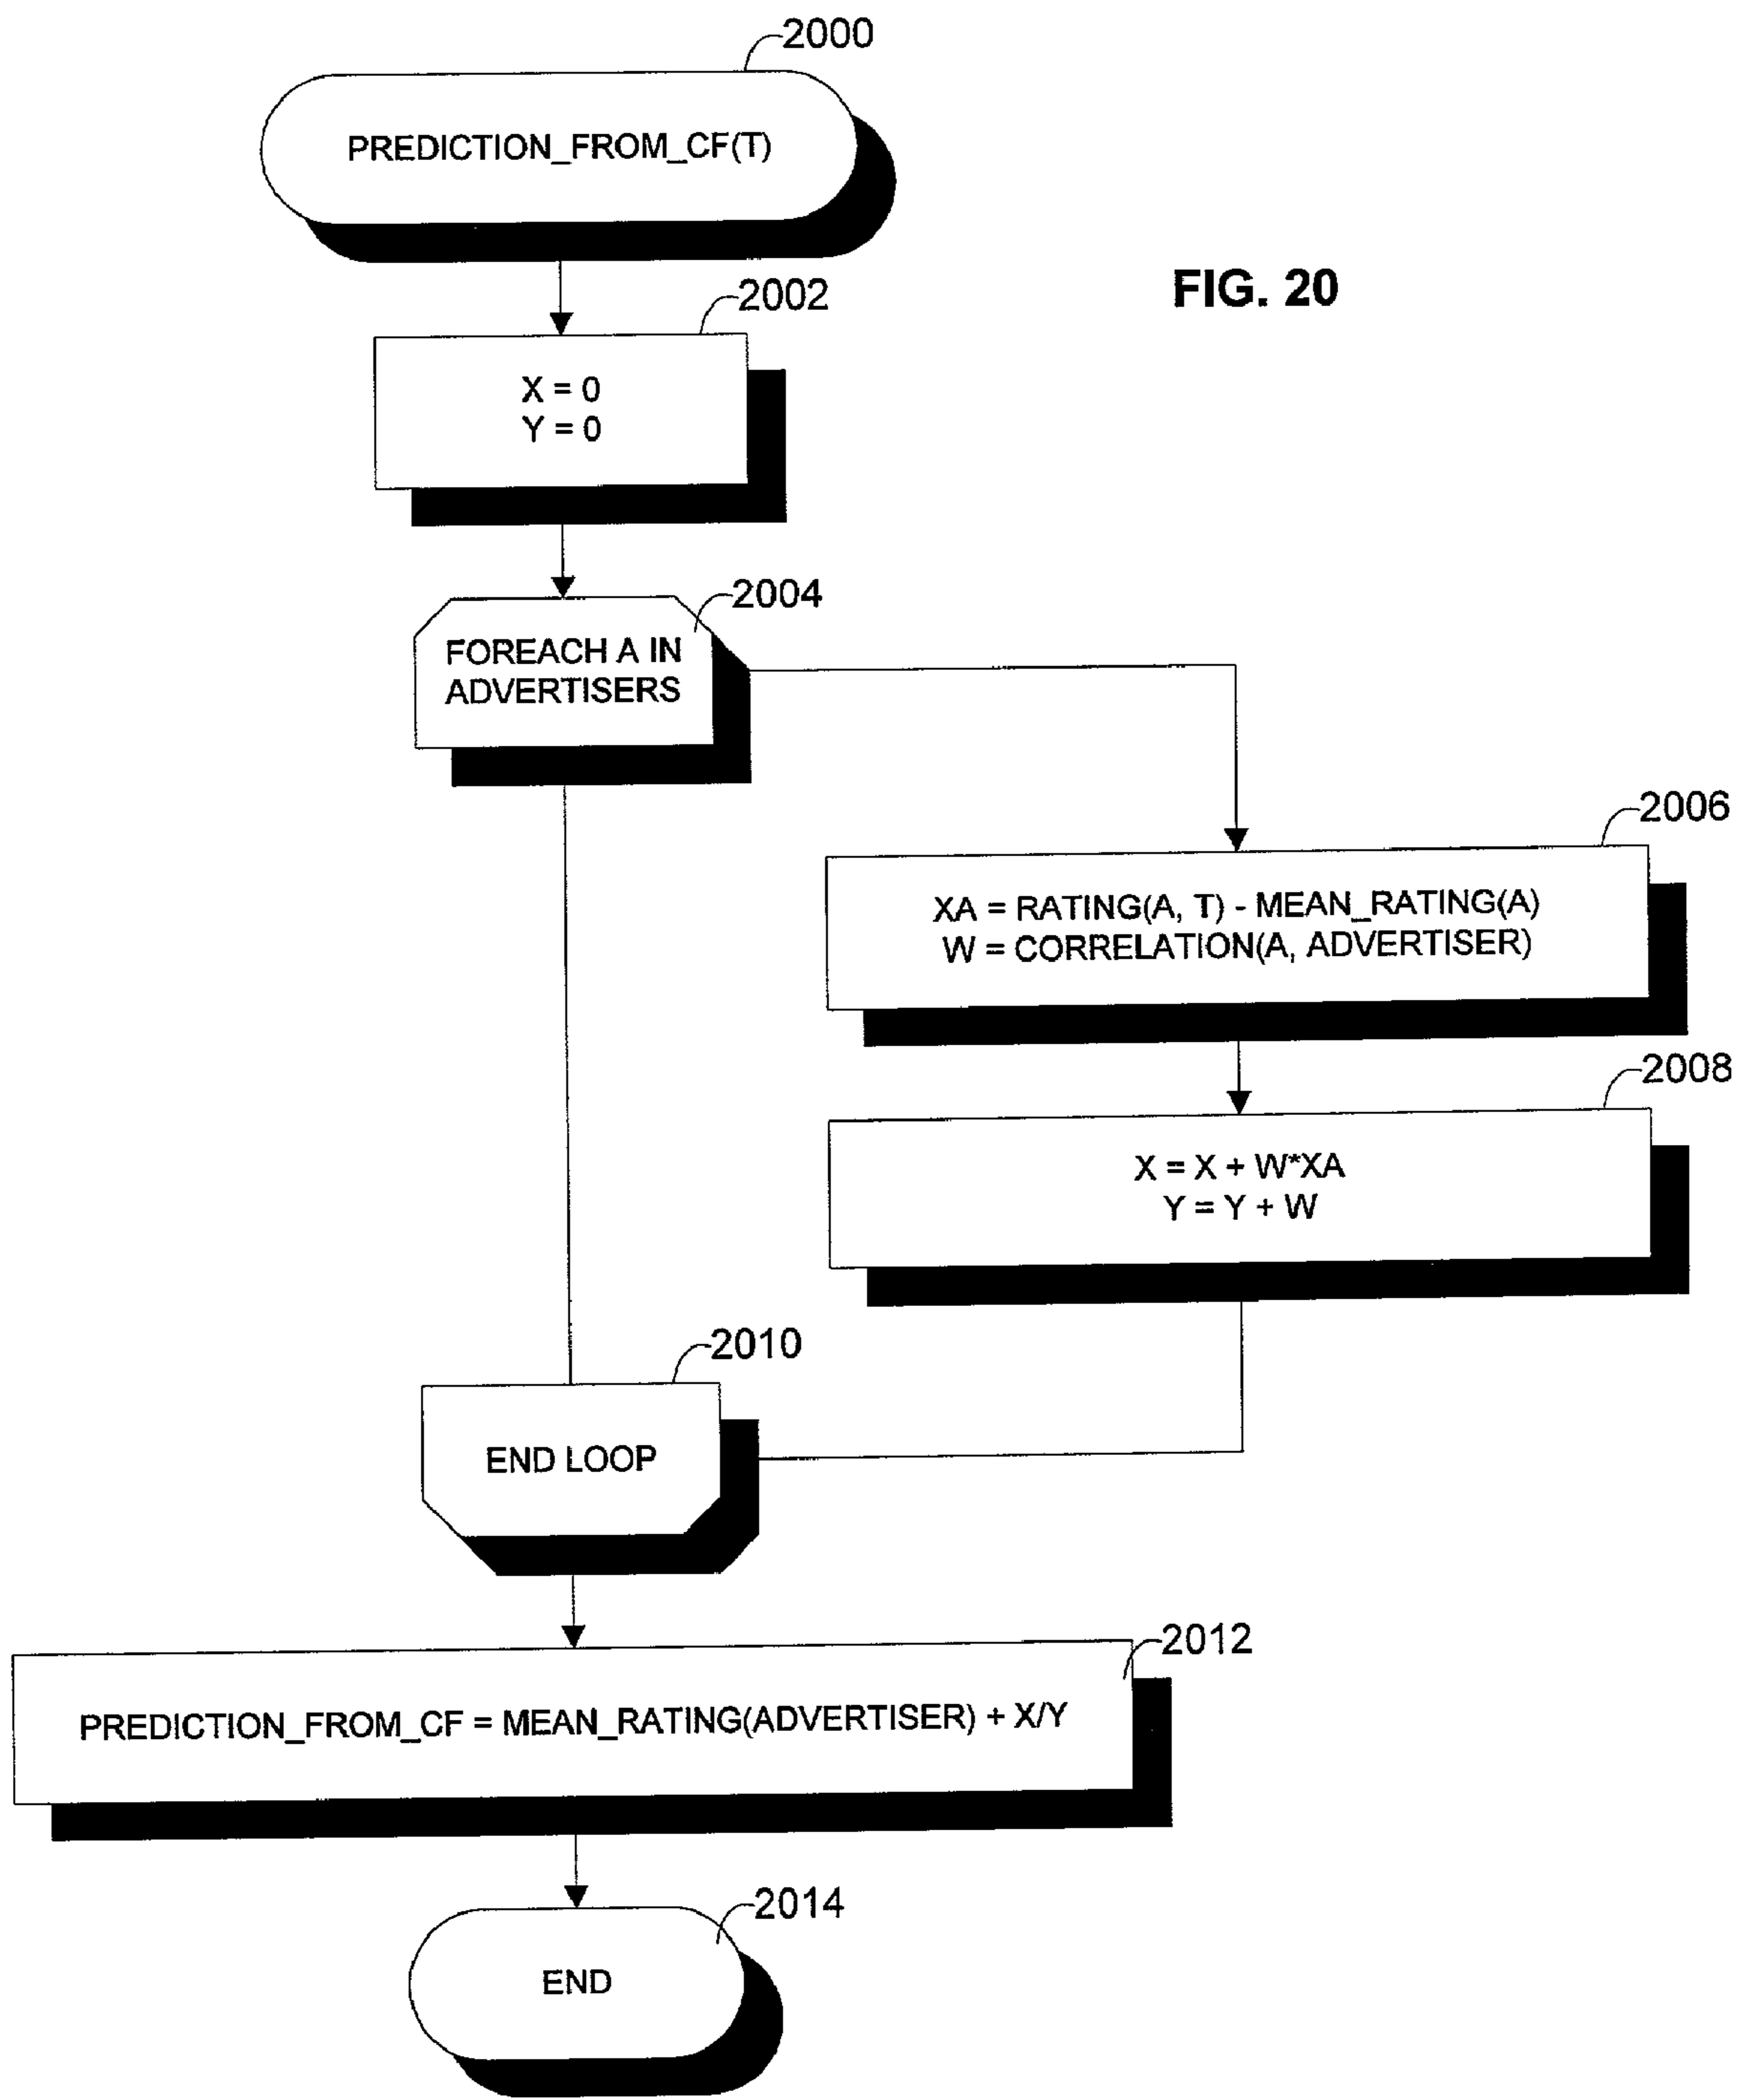 2000
PREDICTION_FROM_CF(T)
FIG. 20
2002
X = 0
Y = 0
2004
FOREACH A IN
ADVERTISERS
2006
XA = RATING(A, T) - MEAN_RATING(A)
W = CORRELATION(A, ADVERTISER)
2008
X = X + W*XA
Y = Y + W
2010
END LOOP
2012
PREDICTION_FROM_CF = MEAN_RATING(ADVERTISER) + X/Y
2014
END